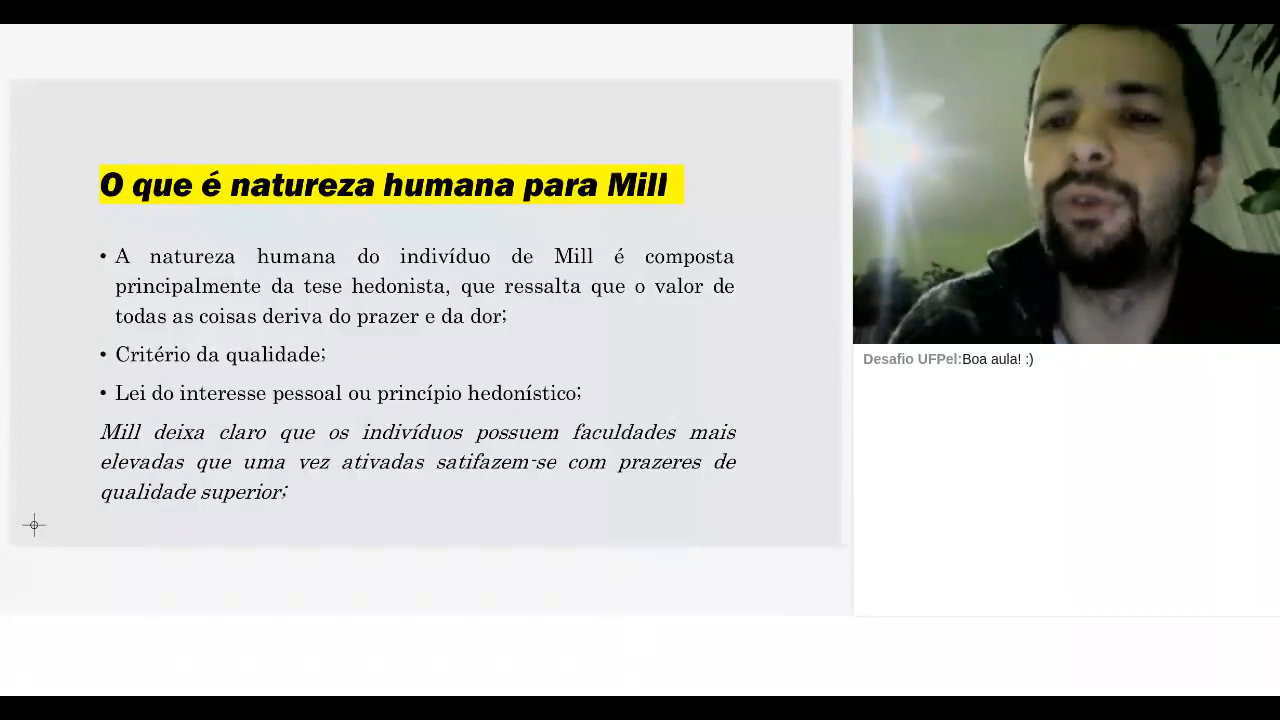 O que é natureza humana para Mill
• A natureza humana do indivíduo de Mill é composta
principalmente da tese hedonista, que ressalta que o valor de
todas as coisas deriva do prazer e da dor;
• Critério da qualidade;
• Lei do interesse pessoal ou princípio hedonístico;
Mill deixa claro que os indivíduos possuem faculdades mais
elevadas que uma vez ativadas satifazem-se com prazeres de
qualidade superior;
Desafio UFPel:Boa aula! :)